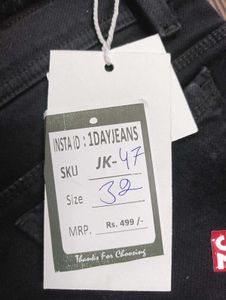 INSTA ID : 1DAYJEANS
SKU JK-47
Size 32
MRP. Rs. 499 /-
Thanks For Choosing